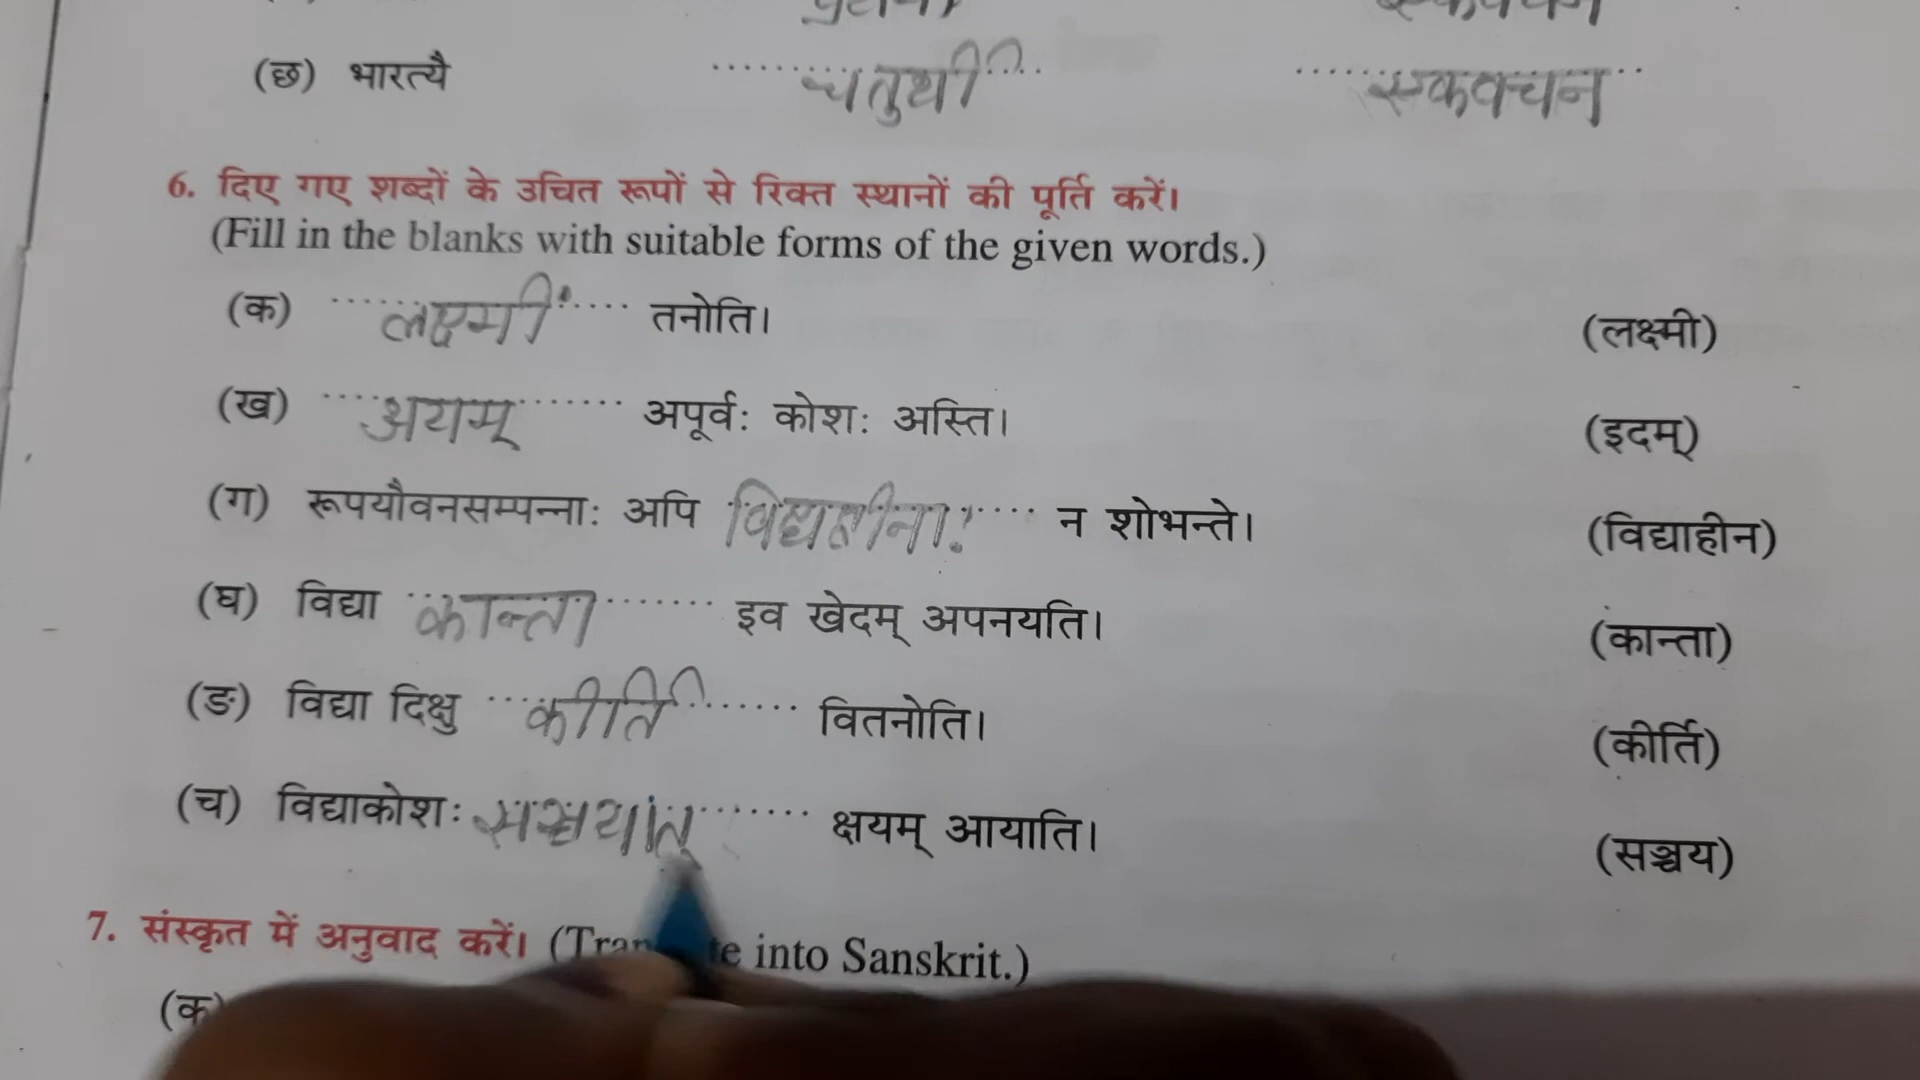 (छ) भारत्यै चतुर्थी एकवचन
6. दिए गए शब्दों के उचित रूपों से रिक्त स्थानों की पूर्ति करें।
(Fill in the blanks with suitable forms of the given words.)
(क) लक्ष्मीं तनोति। (लक्ष्मी)
(ख) अयम् अपूर्वः कोशः अस्ति। (इदम्)
(ग) रूपयौवनसम्पन्नाः अपि विद्याहीनाः न शोभन्ते। (विद्याहीन)
(घ) विद्या कान्ता इव खेदम् अपनयति। (कान्ता)
(ङ) विद्या दिक्षु कीर्ति वितनोति। (कीर्ति)
(च) विद्याकोशः सञ्चयात् क्षयम् आयाति। (सञ्चय)
7. संस्कृत में अनुवाद करें। into Sanskrit.)
(क)